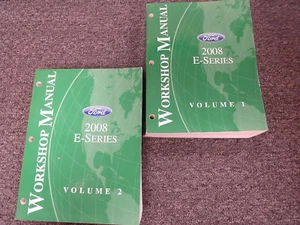 WORKSHOP MANUAL
Ford
2008
E-SERIES
VOLUME 1
WORKSHOP MANUAL
Ford
2008
E-SERIES
VOLUME 2